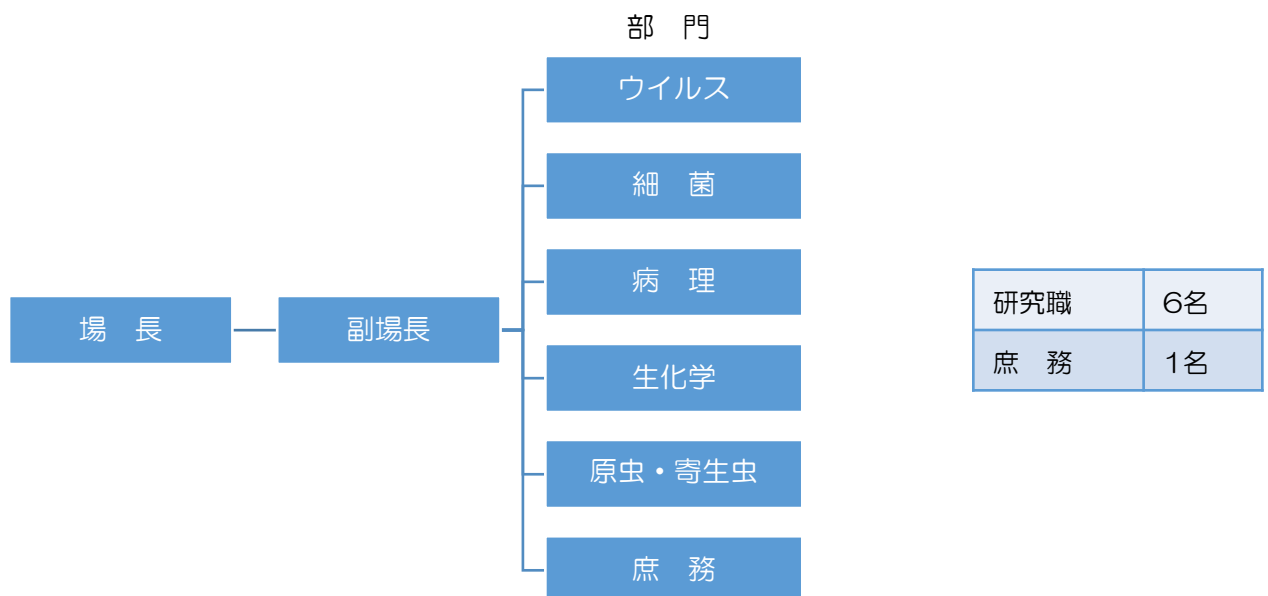 部　門
ウイルス
細　菌
病　理
場　長
副場長
生化学
原虫・寄生虫
庶　務
研究職　6名
庶　務　1名